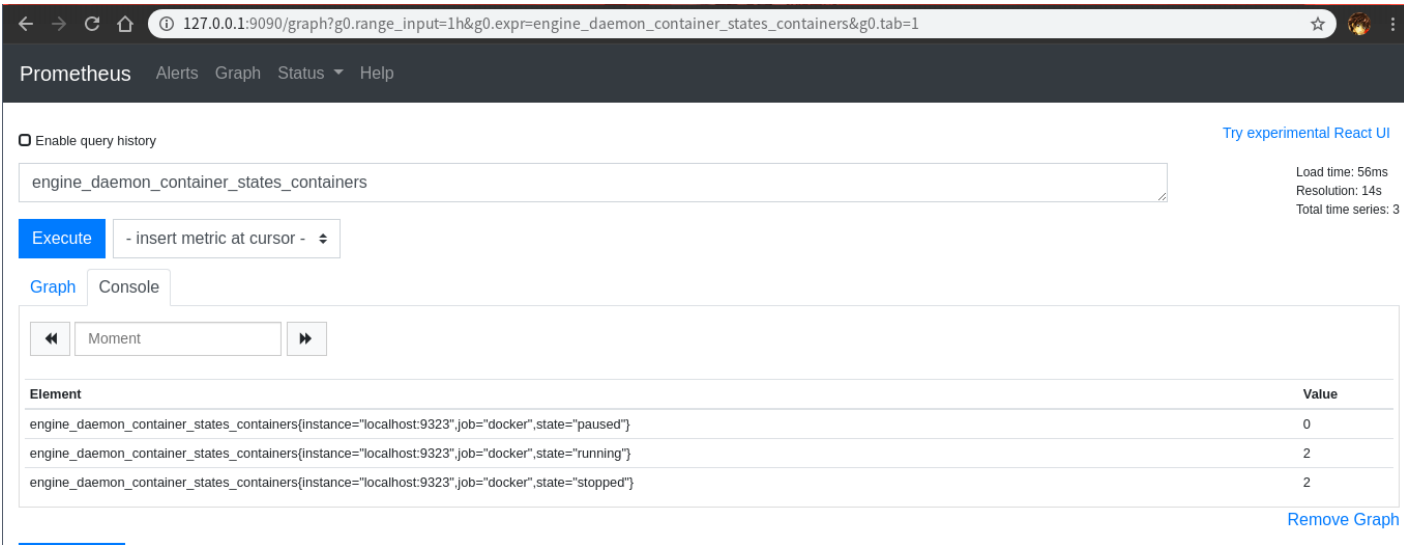 127.0.0.1:9090/graph?g0.range_input=1h&g0.expr=engine_daemon_container_states_containers&g0.tab=1
Prometheus Alerts Graph Status Help
Enable query history
Try experimental React UI
engine_daemon_container_states_containers
Load time: 56ms
Resolution: 14s
Total time series: 3
Execute - insert metric at cursor -
Graph Console
Moment
Element Value
engine_daemon_container_states_containers{instance="localhost:9323",job="docker",state="paused"} 0
engine_daemon_container_states_containers{instance="localhost:9323",job="docker",state="running"} 2
engine_daemon_container_states_containers{instance="localhost:9323",job="docker",state="stopped"} 2
Remove Graph